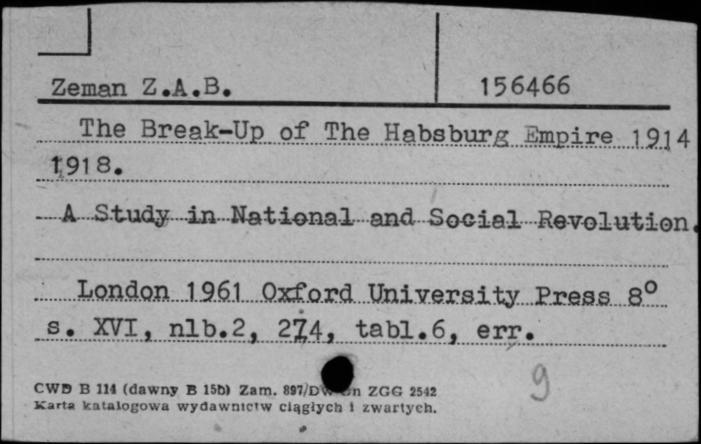 Zeman Z.A.B. 156466
The Break-Up of The Habsburg Empire 1914
1918.
A Study in National and Social Revolution.
London 1961 Oxford University Press 8°
s. XVI, nlb.2, 274, tabl.6, err.
9
CWD B 114 (dawny B 15b) Zam. 897/DW ZGG 2542
Karta katalogowa wydawnictw ciągłych i zwartych.